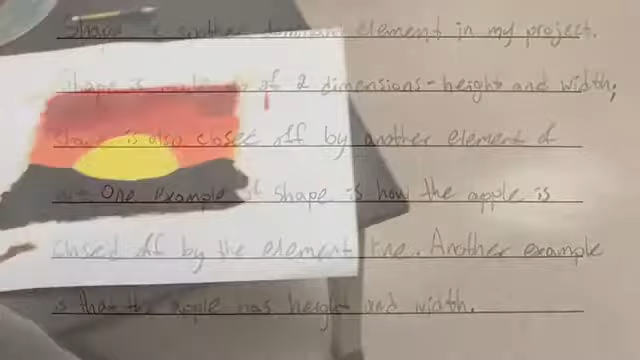 Shape is another dominant element in my project.
Shape is made up of 2 dimensions-height and width;
shape is also closed off by another element of
art. One example of shape is how the apple is
closed off by the element line. Another example
is that the apple has height and width.